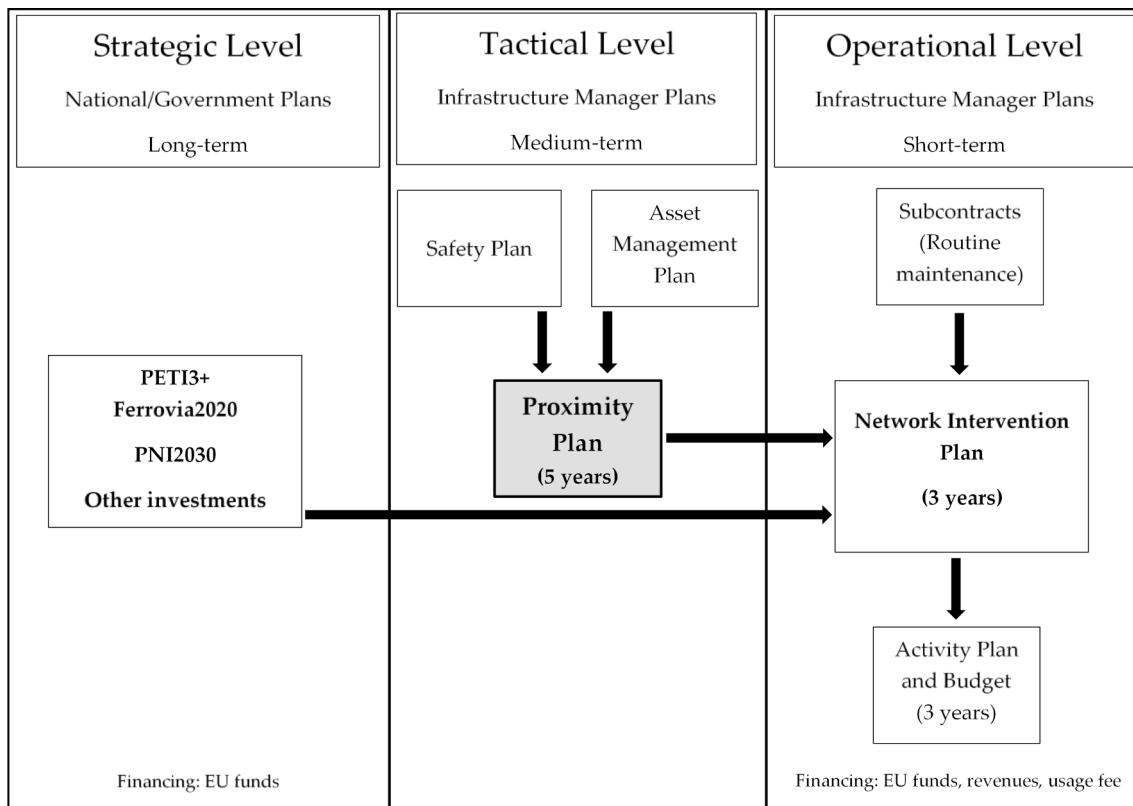 Strategic Level
National/Government Plans
Long-term
Tactical Level
Infrastructure Manager Plans
Medium-term
Operational Level
Infrastructure Manager Plans
Short-term
Safety Plan
Asset
Management
Plan
Subcontracts
(Routine
maintenance)
PETI3+
Ferrovia2020
PNI2030
Other investments
Proximity
Plan
(5 years)
Network Intervention
Plan
(3 years)
Activity Plan
and Budget
(3 years)
Financing: EU funds
Financing: EU funds, revenues, usage fee